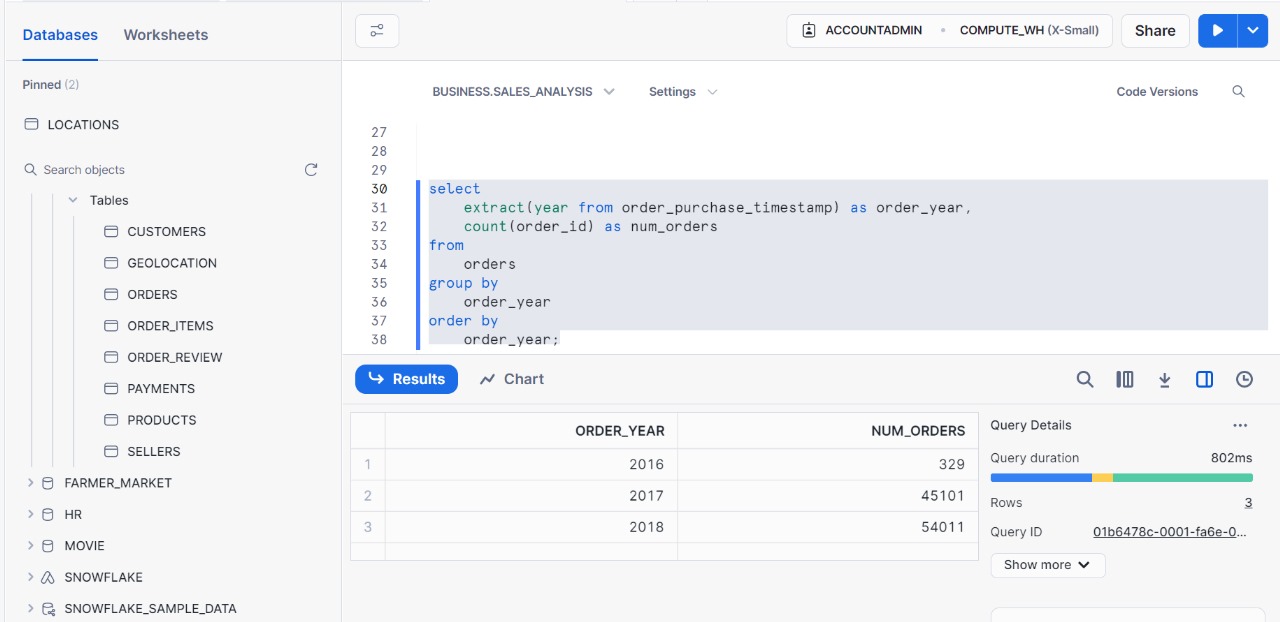 Databases Worksheets
ACCOUNTADMIN • COMPUTE_WH (X-Small) Share
Pinned (2)
LOCATIONS
Search objects
Tables
CUSTOMERS
GEOLOCATION
ORDERS
ORDER_ITEMS
ORDER_REVIEW
PAYMENTS
PRODUCTS
SELLERS
FARMER_MARKET
HR
MOVIE
SNOWFLAKE
SNOWFLAKE_SAMPLE_DATA
BUSINESS.SALES_ANALYSIS Settings Code Versions
27
28
29
30 select
31 extract(year from order_purchase_timestamp) as order_year,
32 count(order_id) as num_orders
33 from
34 orders
35 group by
36 order_year
37 order by
38 order_year;
Results Chart
ORDER_YEAR NUM_ORDERS
1 2016 329
2 2017 45101
3 2018 54011
Query Details ...
Query duration 802ms
Rows 3
Query ID 01b6478c-0001-fa6e-0...
Show more